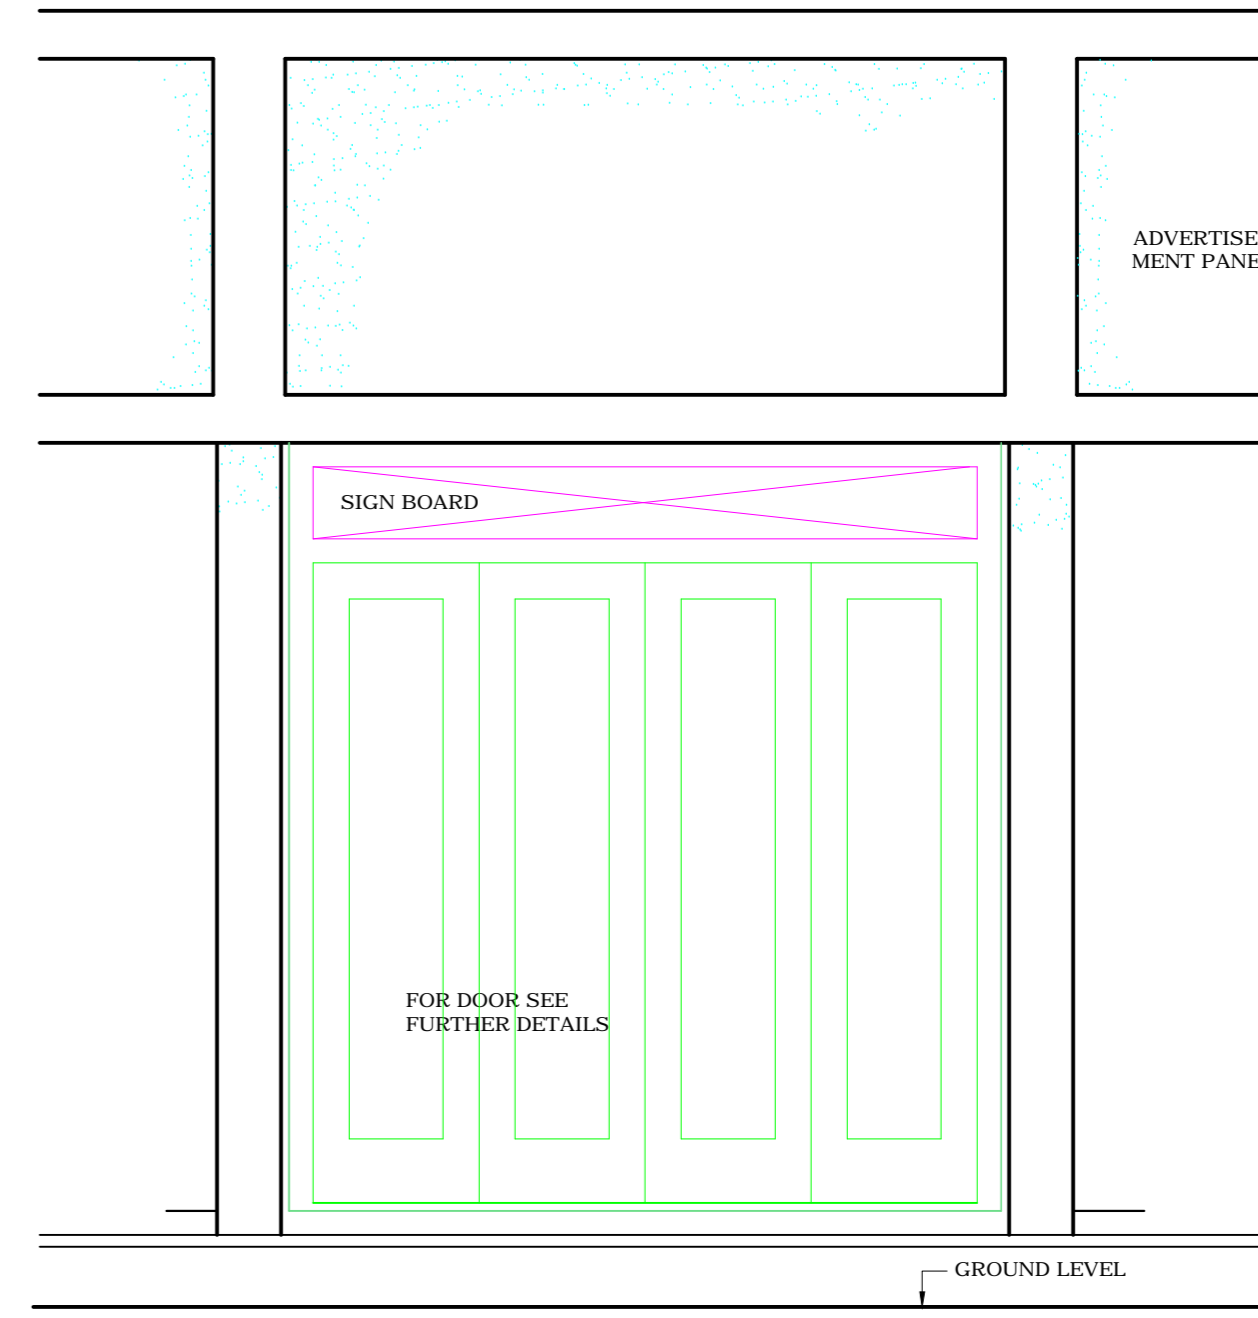 ADVERTISE
MENT PANE
SIGN BOARD
FOR DOOR SEE
FURTHER DETAILS
GROUND LEVEL